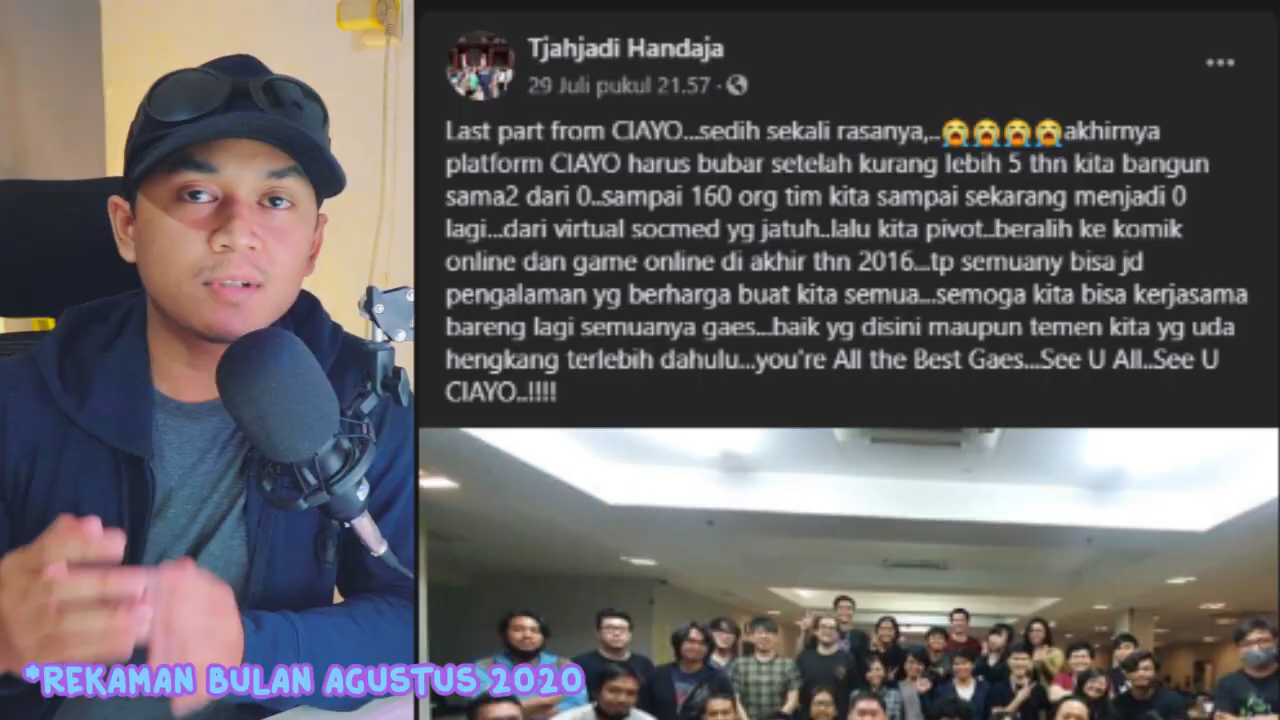 Tjahjadi Handaja
29 Juli pukul 21.57 ·
Last part from CIAYO...sedih sekali rasanya,..😭😭😭😭akhirnya
platform CIAYO harus bubar setelah kurang lebih 5 thn kita bangun
sama2 dari 0..sampai 160 org tim kita sampai sekarang menjadi 0
lagi...dari virtual socmed yg jatuh..lalu kita pivot..beralih ke komik
online dan game online di akhir thn 2016...tp semuany bisa jd
pengalaman yg berharga buat kita semua...semoga kita bisa kerjasama
bareng lagi semuanya gaes...baik yg disini maupun temen kita yg uda
hengkang terlebih dahulu...you're All the Best Gaes...See U All..See U
CIAYO..!!!!
*REKAMAN BULAN AGUSTUS 2020